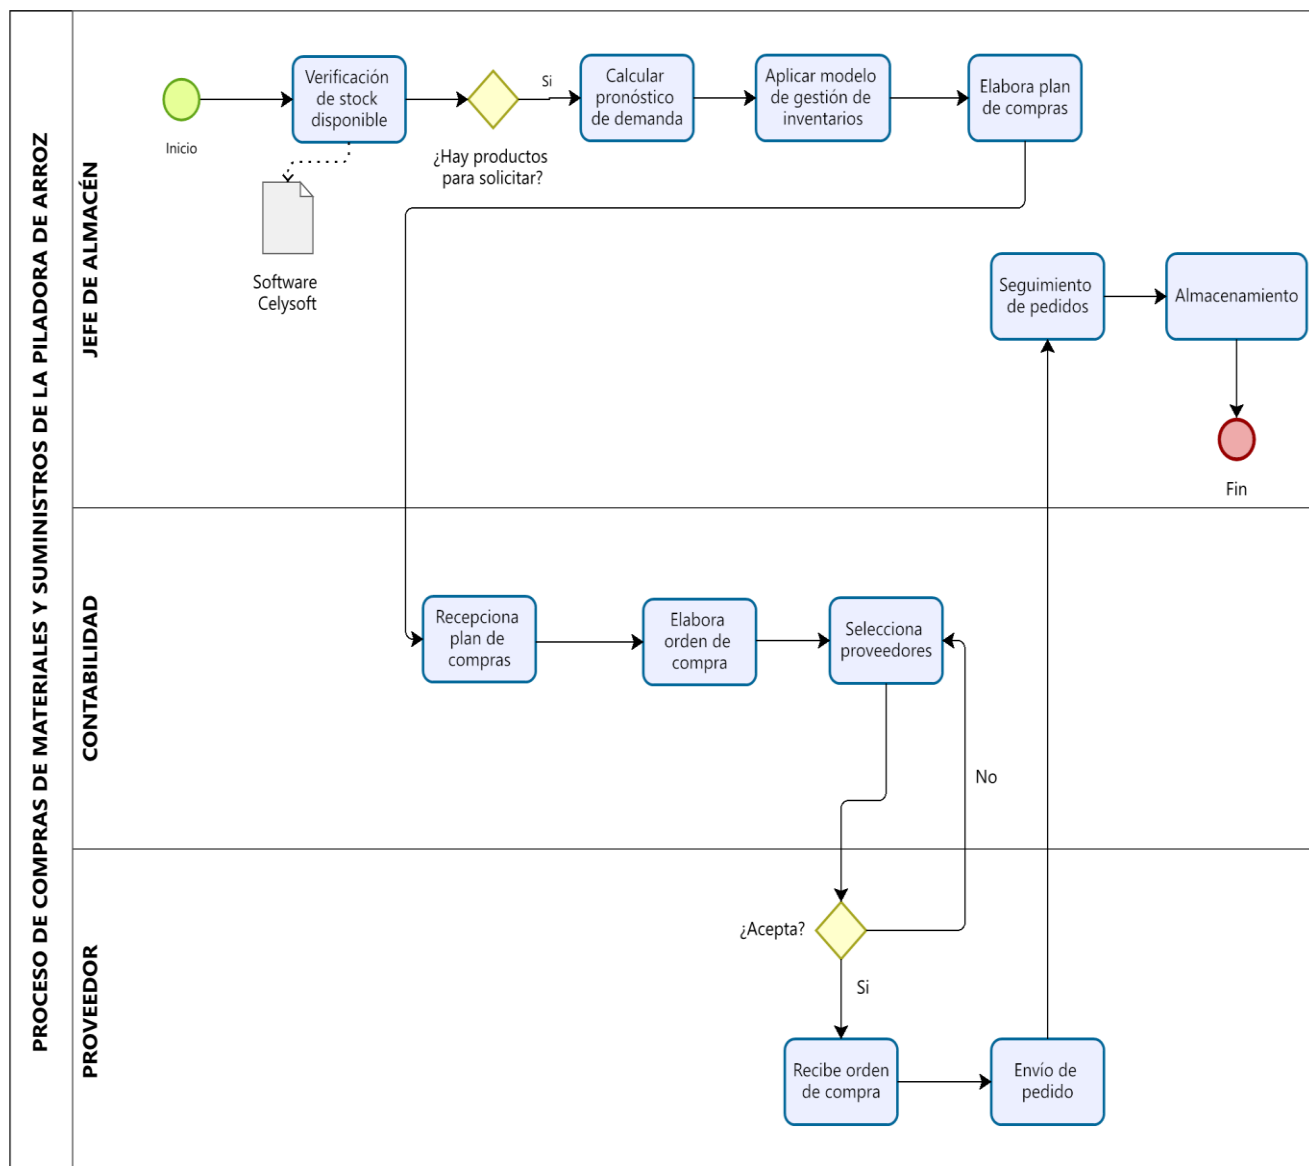 PROCESO DE COMPRAS DE MATERIALES Y SUMINISTROS DE LA PILADORA DE ARROZ
JEFE DE ALMACÉN
Inicio
Verificación
de stock
disponible
Software
Celysoft
¿Hay productos
para solicitar?
Si
Calcular
pronóstico
de demanda
Aplicar modelo
de gestión de
inventarios
Elabora plan
de compras
Seguimiento
de pedidos
Almacenamiento
Fin
CONTABILIDAD
Recepciona
plan de
compras
Elabora
orden de
compra
Selecciona
proveedores
No
PROVEEDOR
¿Acepta?
Si
Recibe orden
de compra
Envío de
pedido